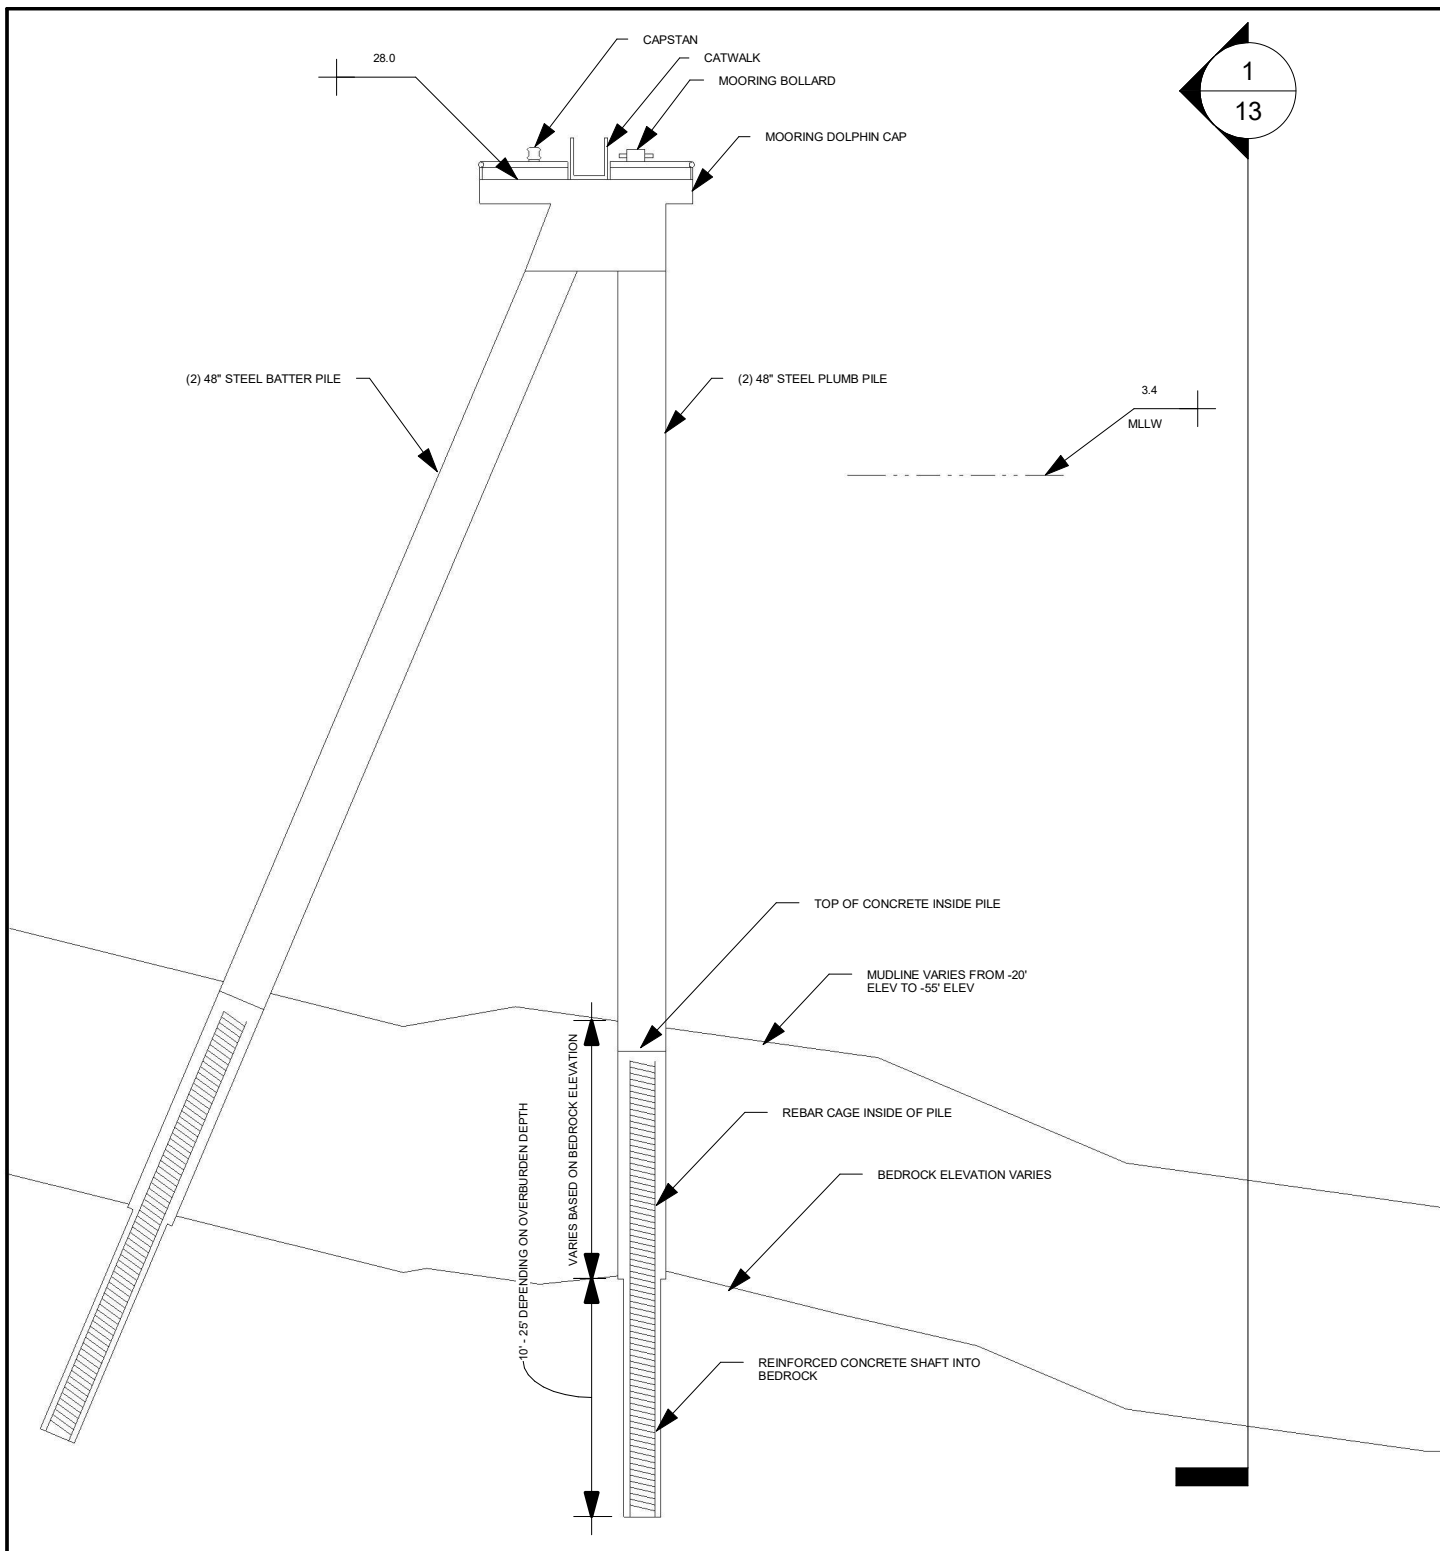 CAPSTAN
28.0
CATWALK
MOORING BOLLARD
1
13
MOORING DOLPHIN CAP
(2) 48" STEEL BATTER PILE
(2) 48" STEEL PLUMB PILE
3.4
MLLW
TOP OF CONCRETE INSIDE PILE
MUDLINE VARIES FROM -20'
ELEV TO -55' ELEV
VARIES BASED ON BEDROCK ELEVATION
10' - 25' DEPENDING ON OVERBURDEN DEPTH
REBAR CAGE INSIDE OF PILE
BEDROCK ELEVATION VARIES
REINFORCED CONCRETE SHAFT INTO
BEDROCK